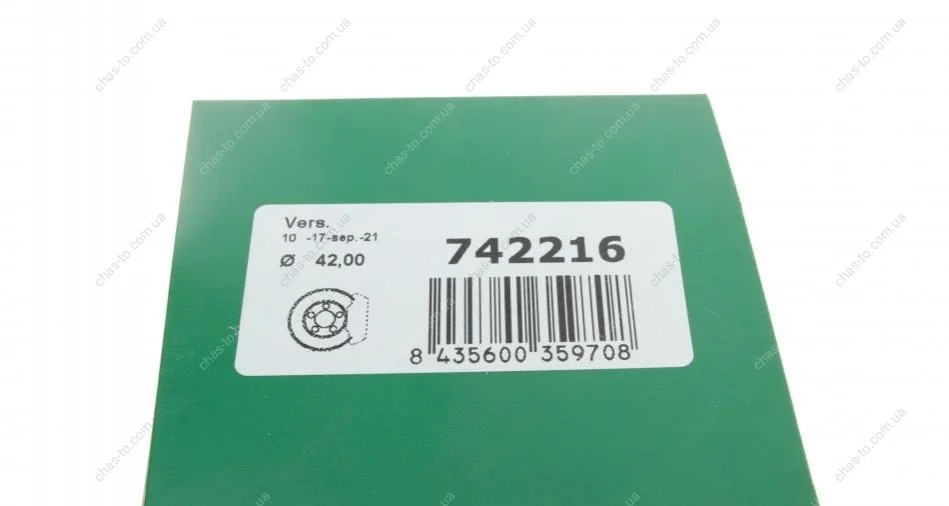 Vers.
10 -17-sep.-21
Ø 42,00
742216
8 435600 359708
chas-to.com.ua